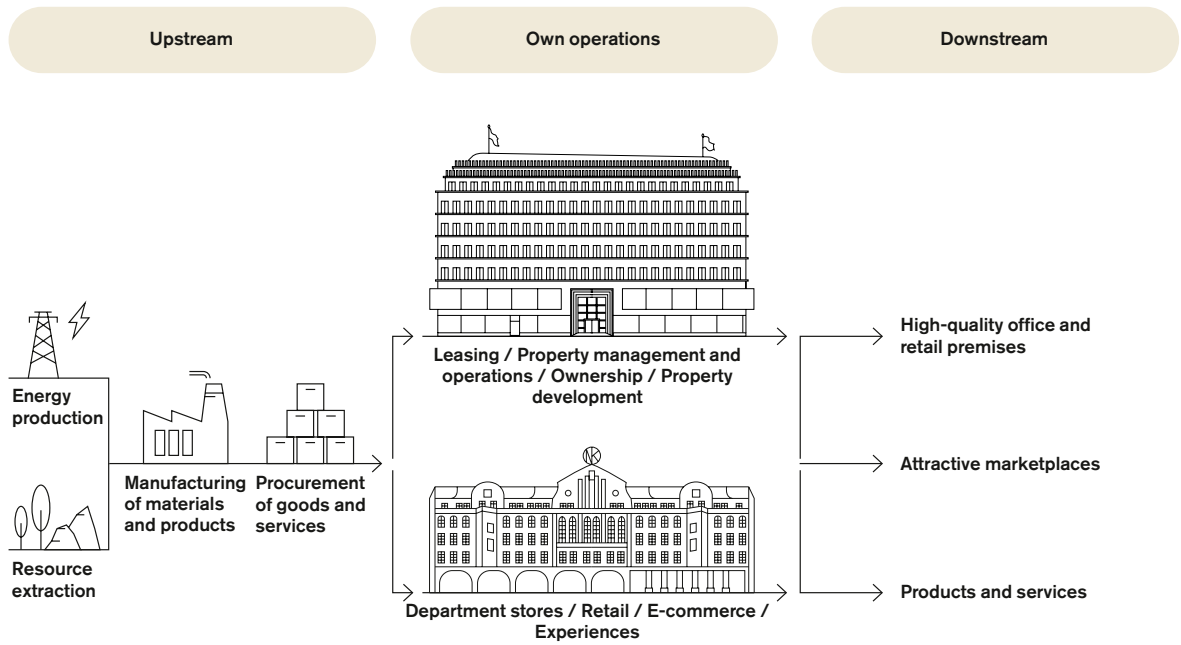 Upstream
Own operations
Downstream
Energy
production
Resource
extraction
Manufacturing
of materials
and products
Procurement
of goods and
services
Leasing / Property management and
operations / Ownership / Property
development
NK
Department stores / Retail / E-commerce /
Experiences
High-quality office and
retail premises
Attractive marketplaces
Products and services